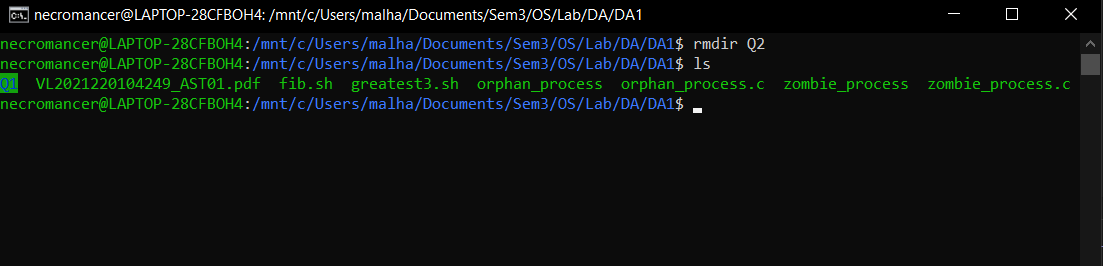 necromancer@LAPTOP-28CFBOH4: /mnt/c/Users/malha/Documents/Sem3/OS/Lab/DA/DA1
necromancer@LAPTOP-28CFBOH4:/mnt/c/Users/malha/Documents/Sem3/OS/Lab/DA/DA1$ rmdir Q2
necromancer@LAPTOP-28CFBOH4:/mnt/c/Users/malha/Documents/Sem3/OS/Lab/DA/DA1$ ls
Q1  VL2021220104249_AST01.pdf  fib.sh  greatest3.sh  orphan_process  orphan_process.c  zombie_process  zombie_process.c
necromancer@LAPTOP-28CFBOH4:/mnt/c/Users/malha/Documents/Sem3/OS/Lab/DA/DA1$